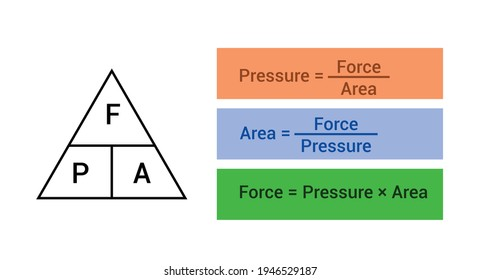 F
P A
Pressure = Force / Area
Area = Force / Pressure
Force = Pressure × Area
shutterstock.com · 1946529187